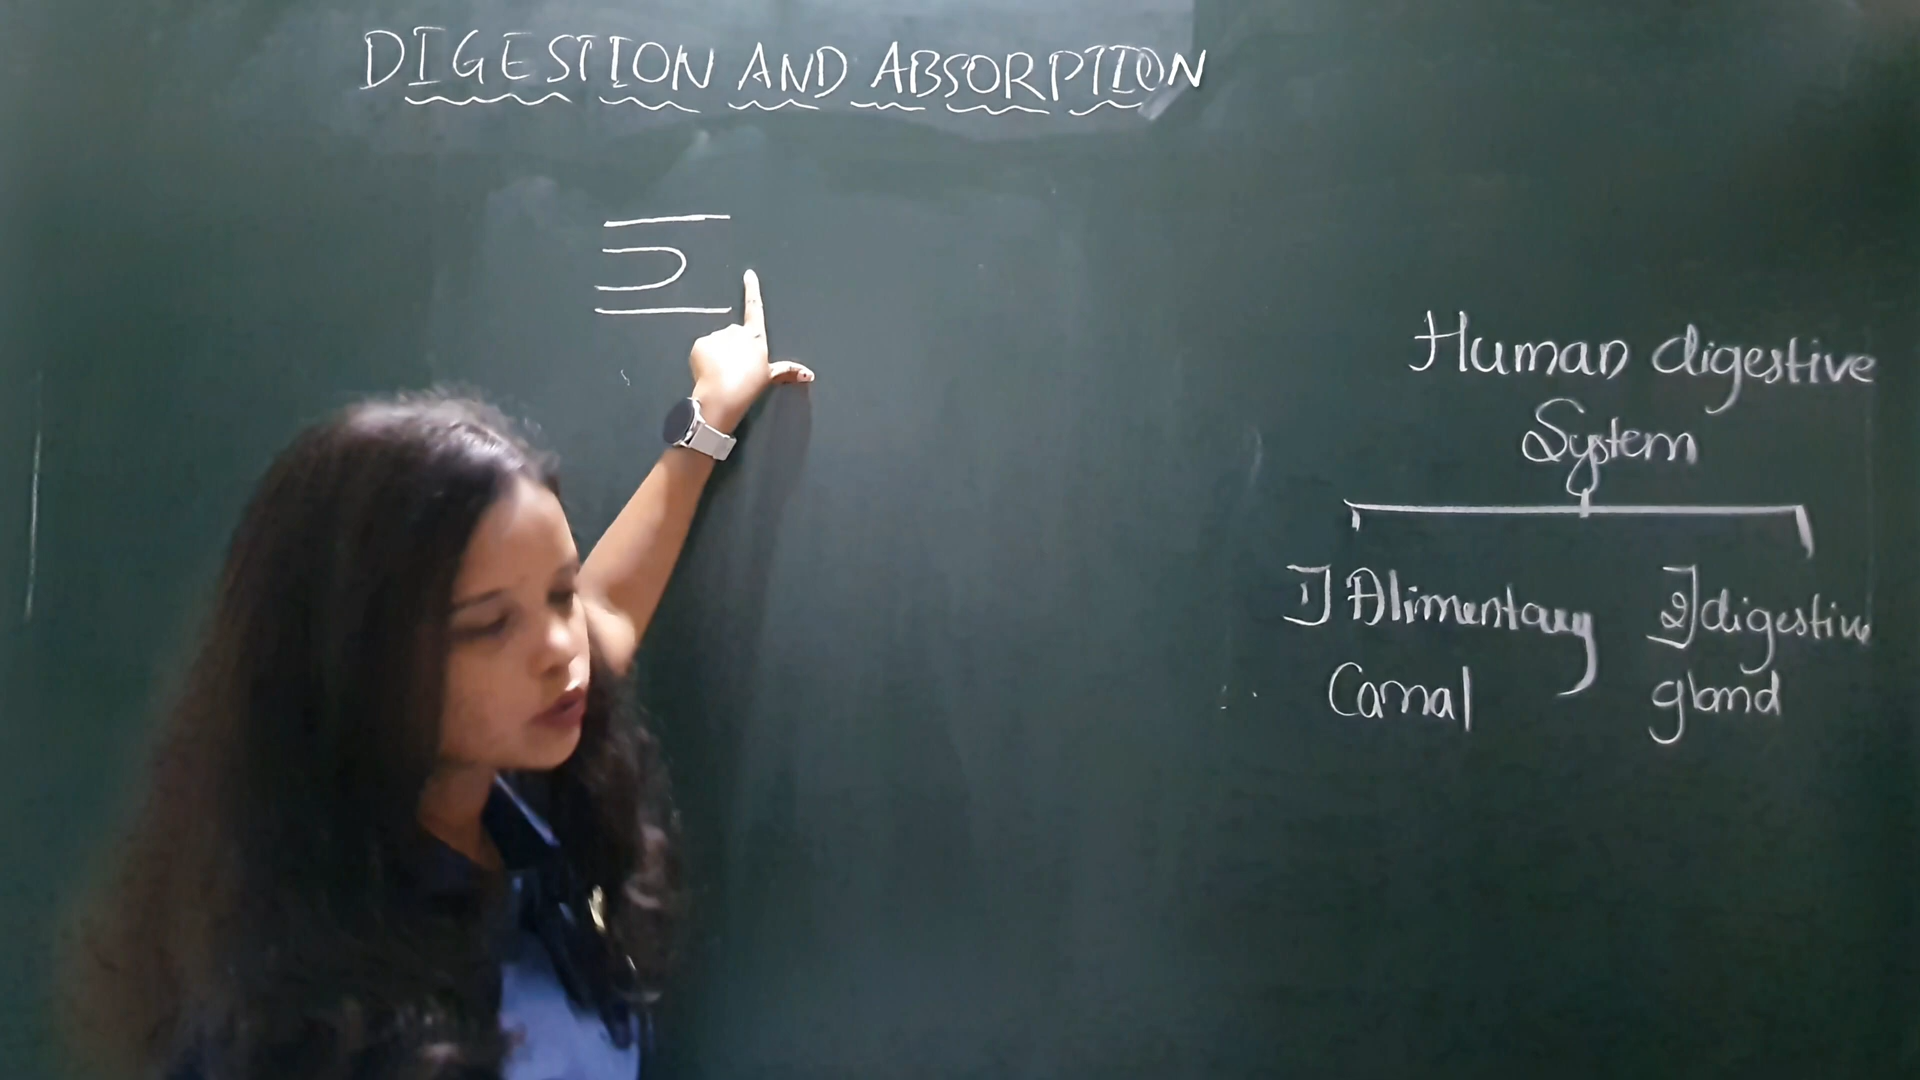 DIGESTION AND ABSORPTION
Human digestive
System
1) Alimentary
Canal
2) digestive
gland